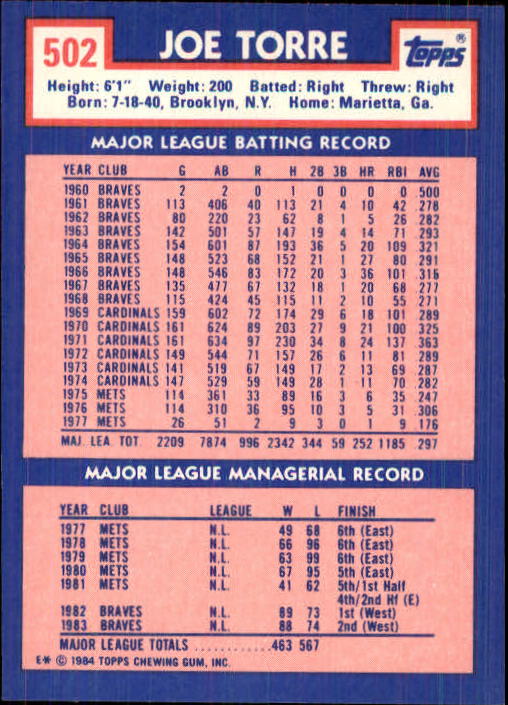 502 JOE TORRE topps®
Height: 6'1" Weight: 200 Batted: Right Threw: Right
Born: 7-18-40, Brooklyn, N.Y. Home: Marietta, Ga.
MAJOR LEAGUE BATTING RECORD
YEAR CLUB G AB R H 2B 3B HR RBI AVG
1960 BRAVES 2 2 0 1 0 0 0 0 .500
1961 BRAVES 113 406 40 113 21 4 10 42 .278
1962 BRAVES 80 220 23 62 8 1 5 26 .282
1963 BRAVES 142 501 57 147 19 4 14 71 .293
1964 BRAVES 154 601 87 193 36 5 20 109 .321
1965 BRAVES 148 523 68 152 21 1 27 80 .291
1966 BRAVES 148 546 83 172 20 3 36 101 .315
1967 BRAVES 135 477 67 132 18 1 20 68 .277
1968 BRAVES 115 424 45 115 11 2 10 55 .271
1969 CARDINALS 159 602 72 174 29 6 18 101 .289
1970 CARDINALS 161 624 89 203 27 9 21 100 .325
1971 CARDINALS 161 634 97 230 34 8 24 137 .363
1972 CARDINALS 149 544 71 157 26 6 11 81 .289
1973 CARDINALS 141 519 67 149 17 2 13 69 .287
1974 CARDINALS 147 529 59 149 28 1 11 70 .282
1975 METS 114 361 33 89 16 3 6 35 .247
1976 METS 114 310 36 95 10 3 5 31 .306
1977 METS 26 51 2 9 3 0 1 9 .176
MAJ. LEA. TOT. 2209 7874 996 2342 344 59 252 1185 .297
MAJOR LEAGUE MANAGERIAL RECORD
YEAR CLUB LEAGUE W L FINISH
1977 METS N.L. 49 68 6th (East)
1978 METS N.L. 66 96 6th (East)
1979 METS N.L. 63 99 6th (East)
1980 METS N.L. 67 95 5th (East)
1981 METS N.L. 41 62 5th/1st Half
4th/2nd Hf (E)
1982 BRAVES N.L. 89 73 1st (West)
1983 BRAVES N.L. 88 74 2nd (West)
MAJOR LEAGUE TOTALS .............463 567
E* © 1984 TOPPS CHEWING GUM, INC.